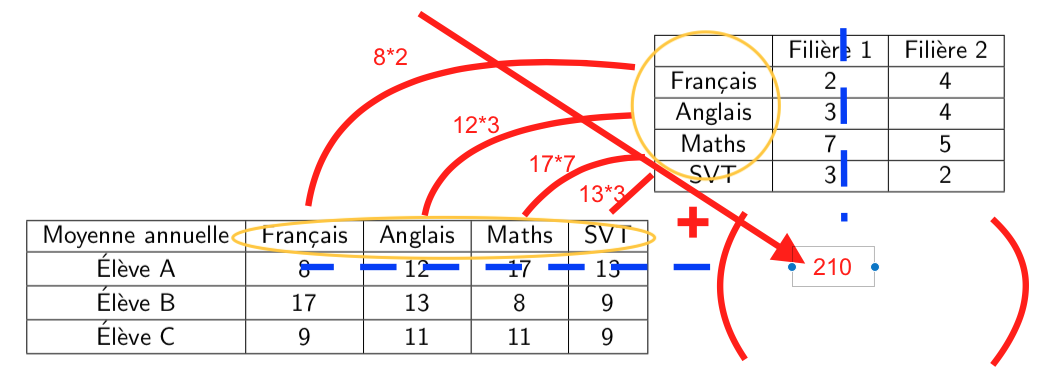 8*2
Filière 1 Filière 2
Français 2 4
12*3
Anglais 3 4
Maths 7 5
17*7
SVT 3 2
13*3
+
Moyenne annuelle Français Anglais Maths SVT
Élève A 8 12 17 13
210
Élève B 17 13 8 9
Élève C 9 11 11 9